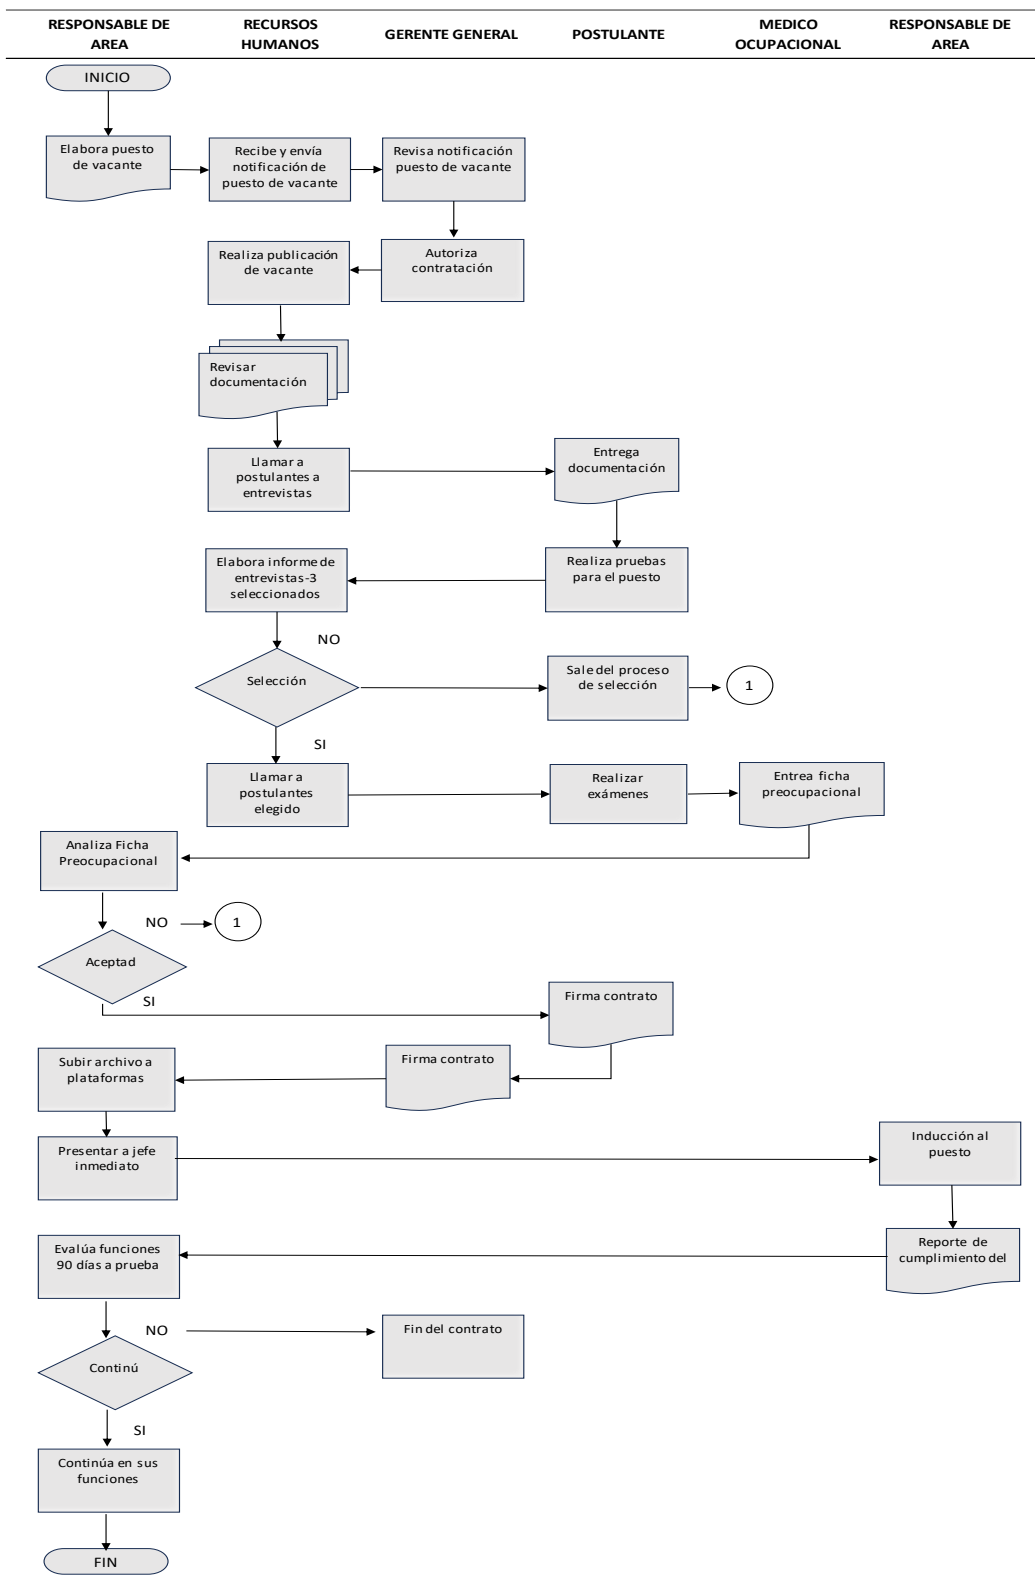 RESPONSABLE DE
AREA
RECURSOS
HUMANOS
GERENTE GENERAL
POSTULANTE
MEDICO
OCUPACIONAL
RESPONSABLE DE
AREA
INICIO
Elabora puesto
de vacante
Recibe y envía
notificación de
puesto de vacante
Revisa notificación
puesto de vacante
Realiza publicación
de vacante
Autoriza
contratación
Revisar
documentación
Llamar a
postulantes a
entrevistas
Entrega
documentación
Elabora informe de
entrevistas-3
seleccionados
Realiza pruebas
para el puesto
NO
Selección
Sale del proceso
de selección
1
SI
Llamar a
postulantes
elegido
Realizar
exámenes
Entrea ficha
preocupacional
Analiza Ficha
Preocupacional
NO
1
Aceptad
SI
Firma contrato
Firma contrato
Subir archivo a
plataformas
Presentar a jefe
inmediato
Inducción al
puesto
Evalúa funciones
90 días a prueba
Reporte de
cumplimiento del
NO
Fin del contrato
Continú
SI
Continúa en sus
funciones
FIN